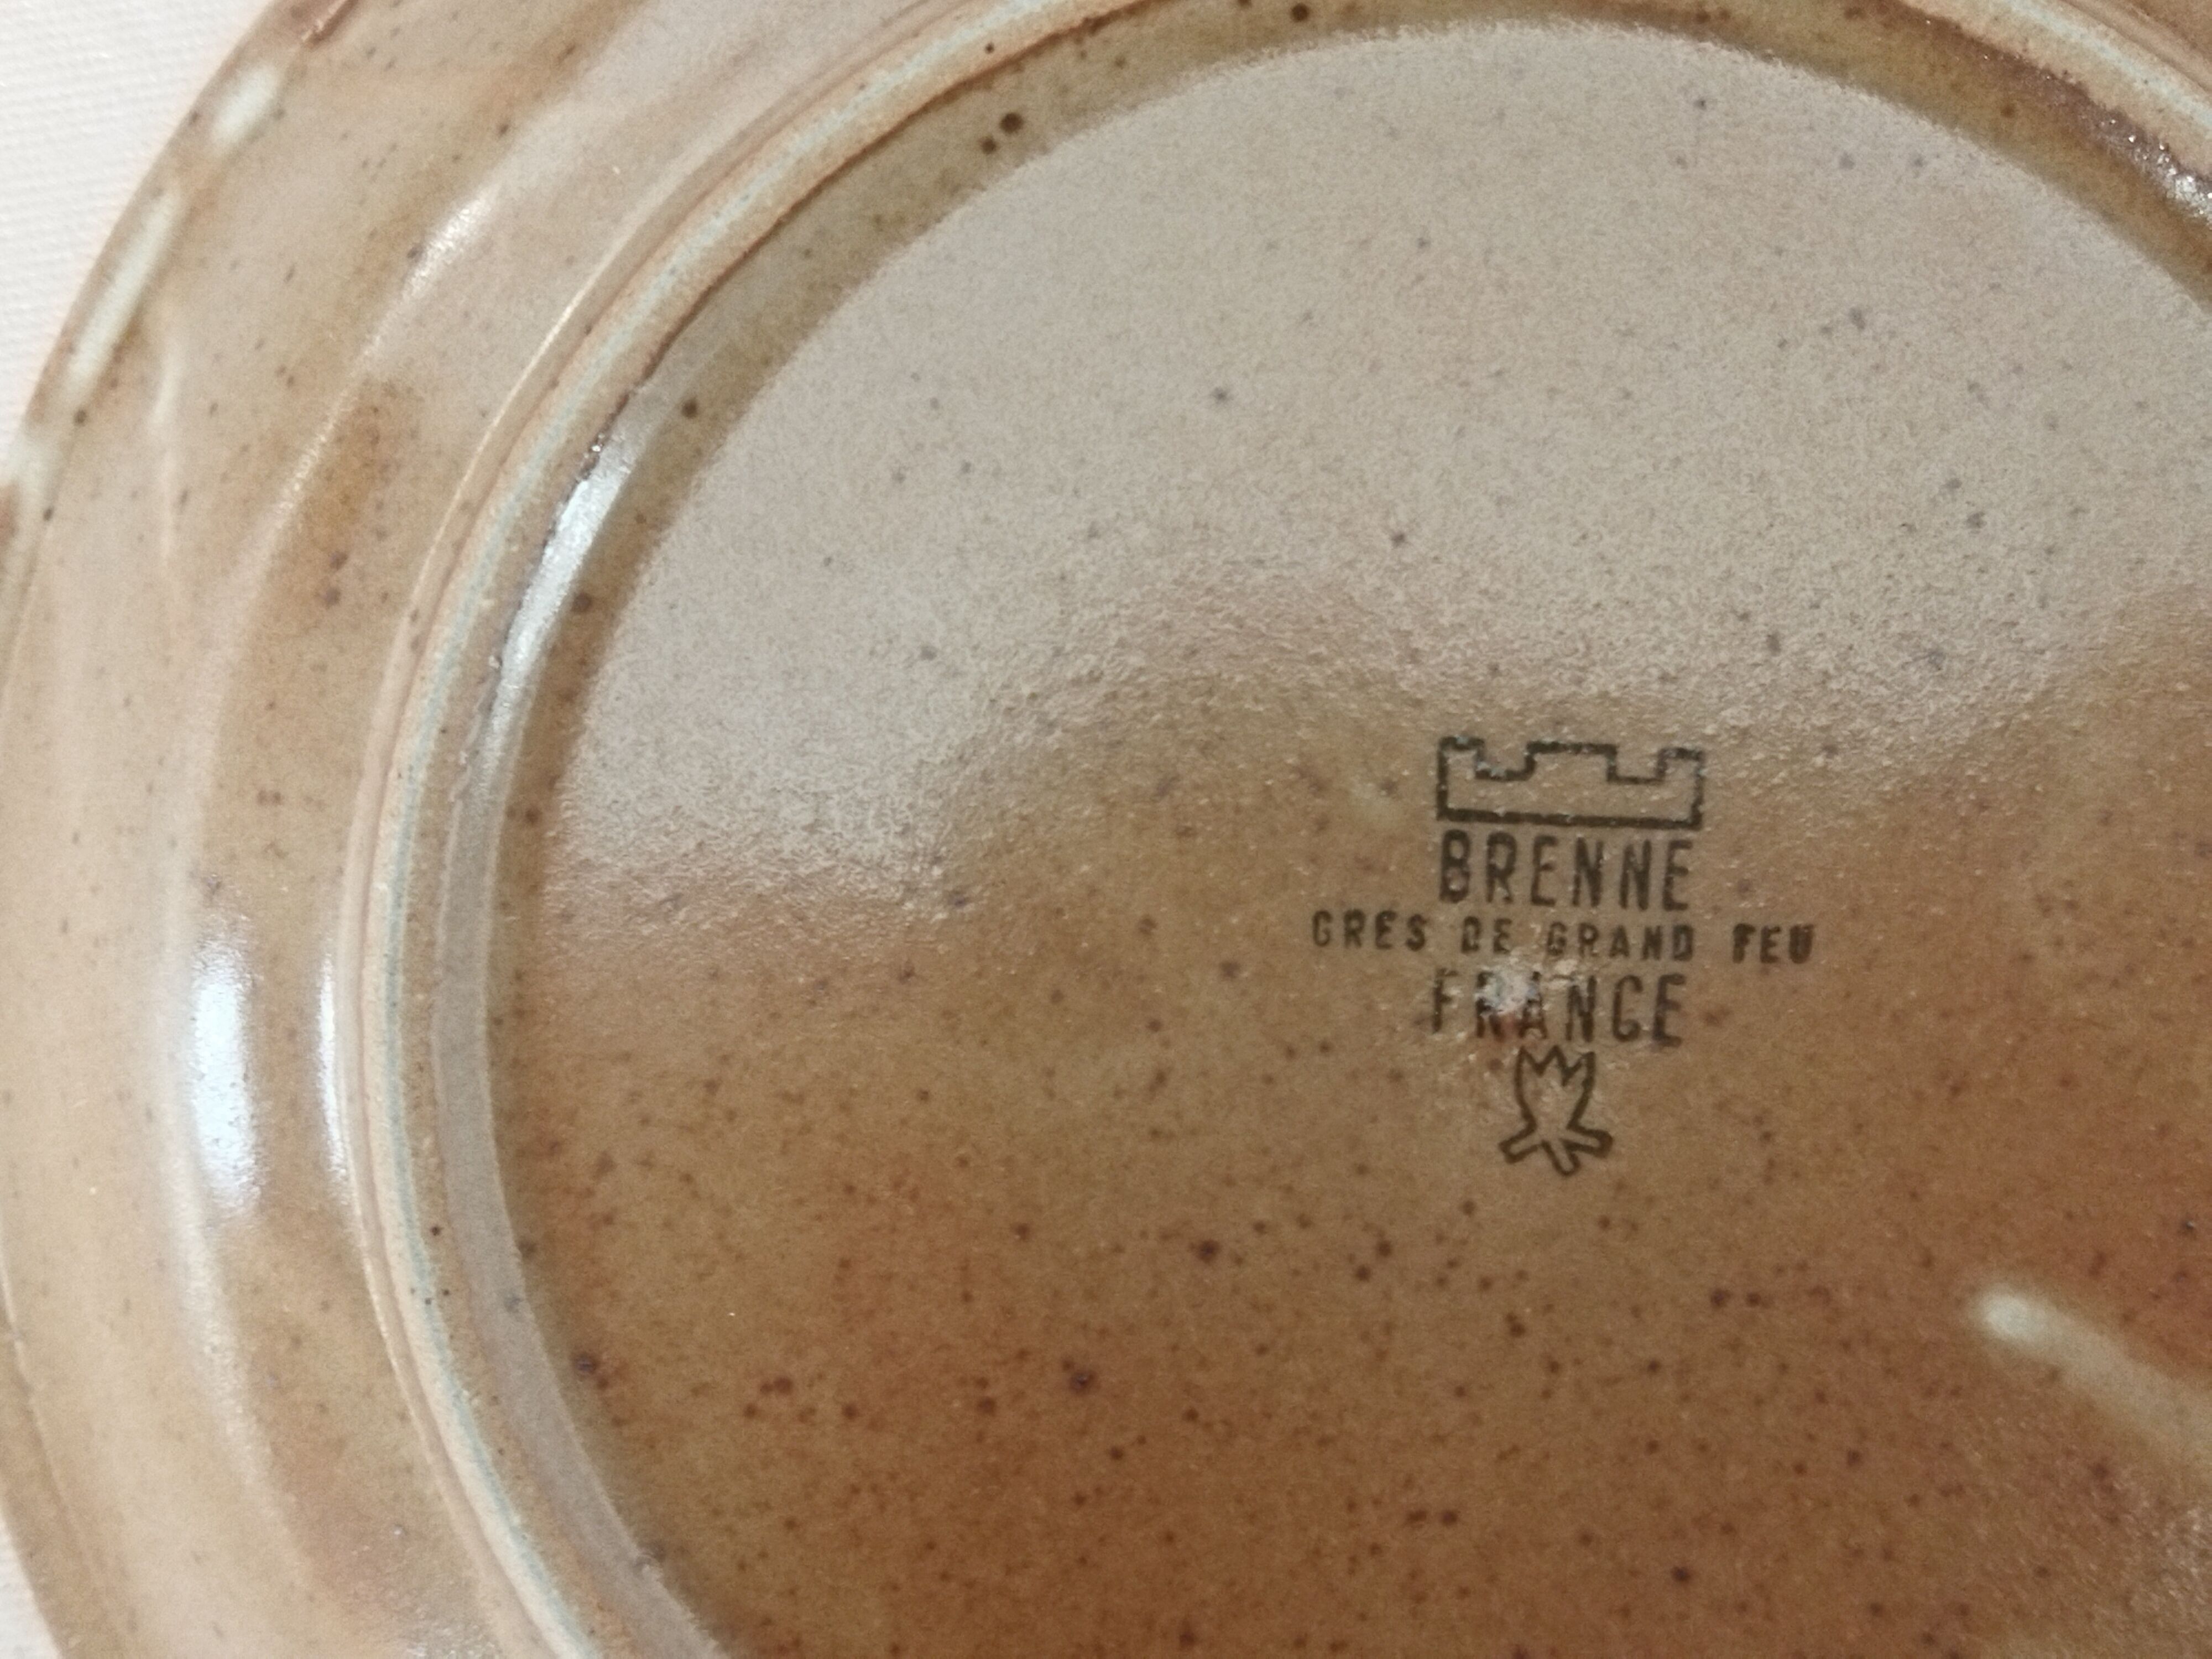 BRENNE
GRES DE GRAND FEU
FRANCE